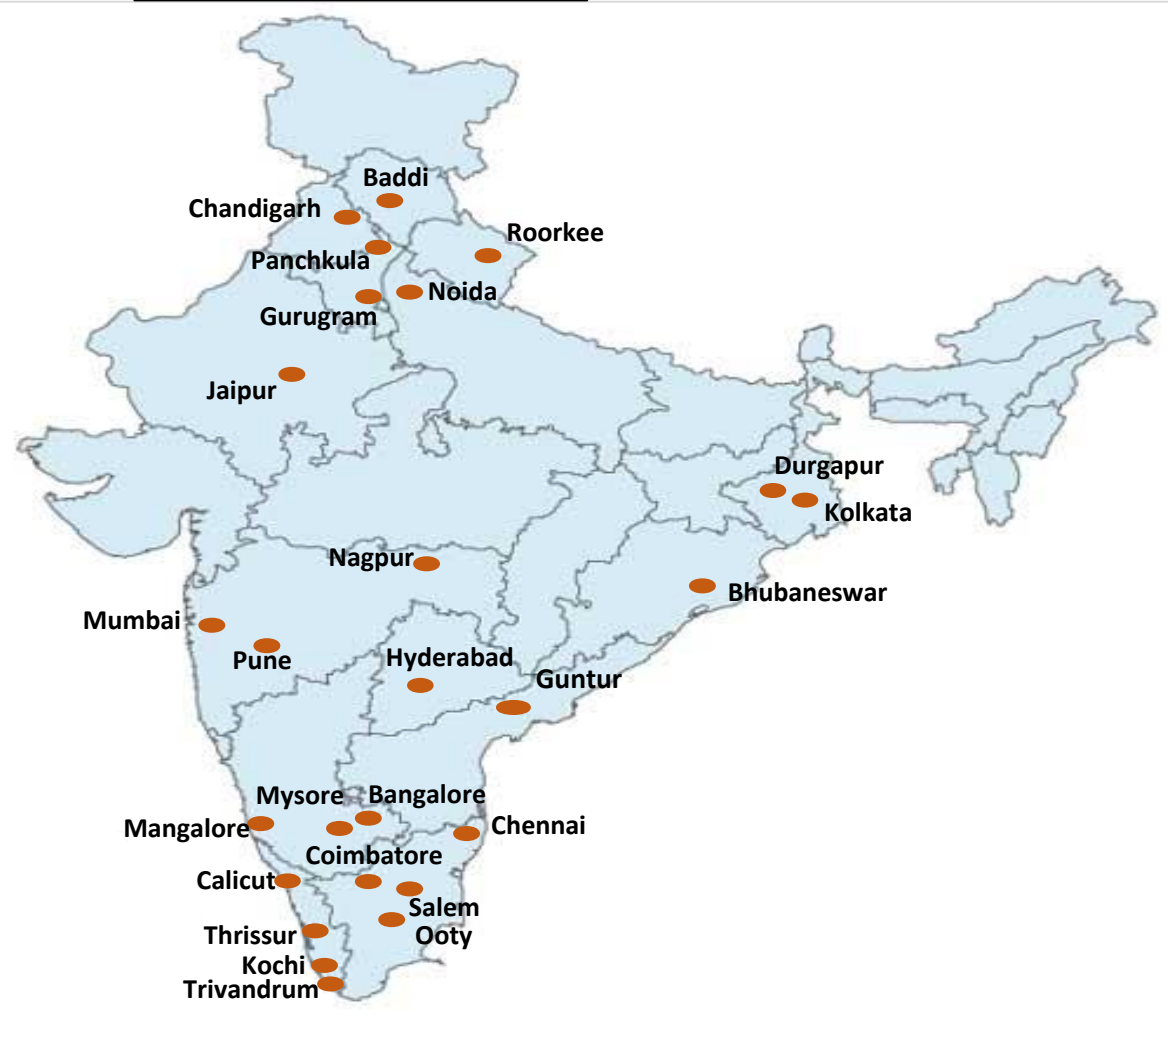 Baddi
Chandigarh
Roorkee
Panchkula
Noida
Gurugram
Jaipur
Durgapur
Kolkata
Nagpur
Bhubaneswar
Mumbai
Pune
Hyderabad
Guntur
Mysore
Bangalore
Mangalore
Chennai
Coimbatore
Calicut
Salem
Ooty
Thrissur
Kochi
Trivandrum